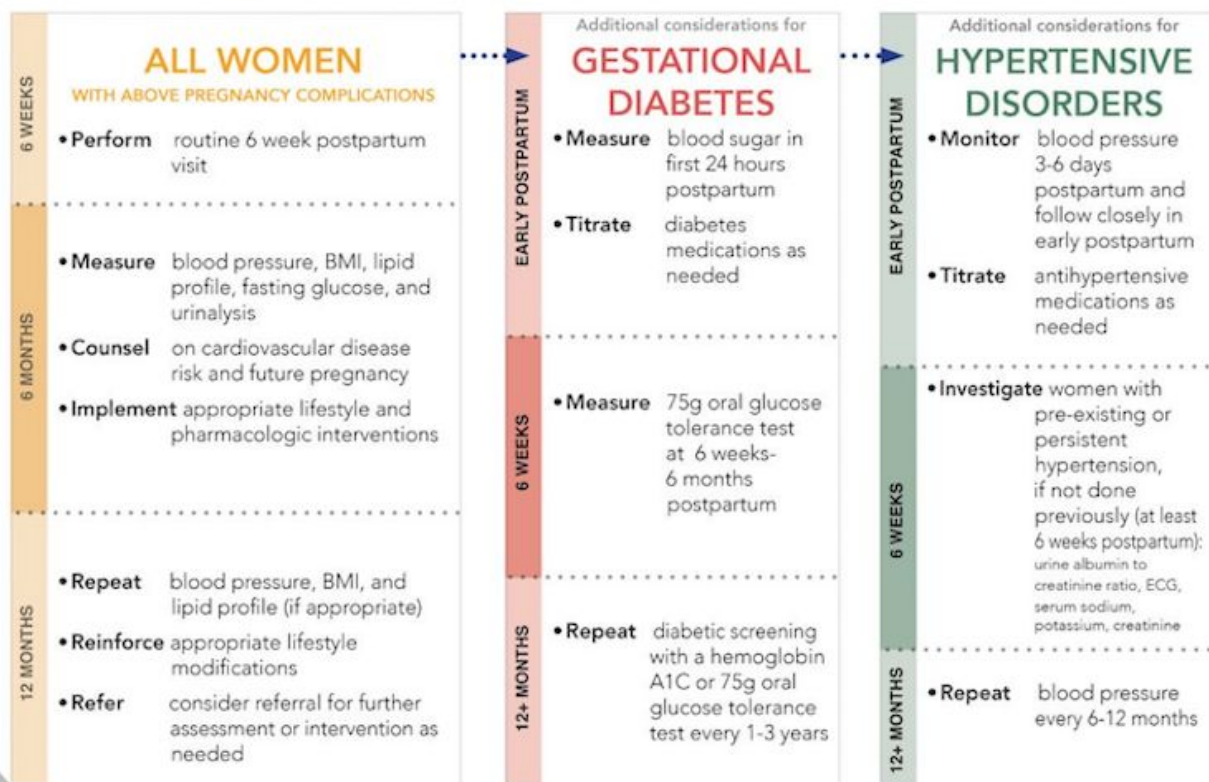 6 WEEKS
ALL WOMEN
WITH ABOVE PREGNANCY COMPLICATIONS
• Perform routine 6 week postpartum
visit
6 MONTHS
• Measure blood pressure, BMI, lipid
profile, fasting glucose, and
urinalysis
• Counsel on cardiovascular disease
risk and future pregnancy
• Implement appropriate lifestyle and
pharmacologic interventions
12 MONTHS
• Repeat blood pressure, BMI, and
lipid profile (if appropriate)
• Reinforce appropriate lifestyle
modifications
• Refer consider referral for further
assessment or intervention as
needed
EARLY POSTPARTUM
Additional considerations for
GESTATIONAL
DIABETES
• Measure blood sugar in
first 24 hours
postpartum
• Titrate diabetes
medications as
needed
6 WEEKS
• Measure 75g oral glucose
tolerance test
at 6 weeks-
6 months
postpartum
12+ MONTHS
• Repeat diabetic screening
with a hemoglobin
A1C or 75g oral
glucose tolerance
test every 1-3 years
EARLY POSTPARTUM
Additional considerations for
HYPERTENSIVE
DISORDERS
• Monitor blood pressure
3-6 days
postpartum and
follow closely in
early postpartum
• Titrate antihypertensive
medications as
needed
6 WEEKS
• Investigate women with
pre-existing or
persistent
hypertension,
if not done
previously (at least
6 weeks postpartum):
urine albumin to
creatinine ratio, ECG,
serum sodium,
potassium, creatinine
12+ MONTHS
• Repeat blood pressure
every 6-12 months